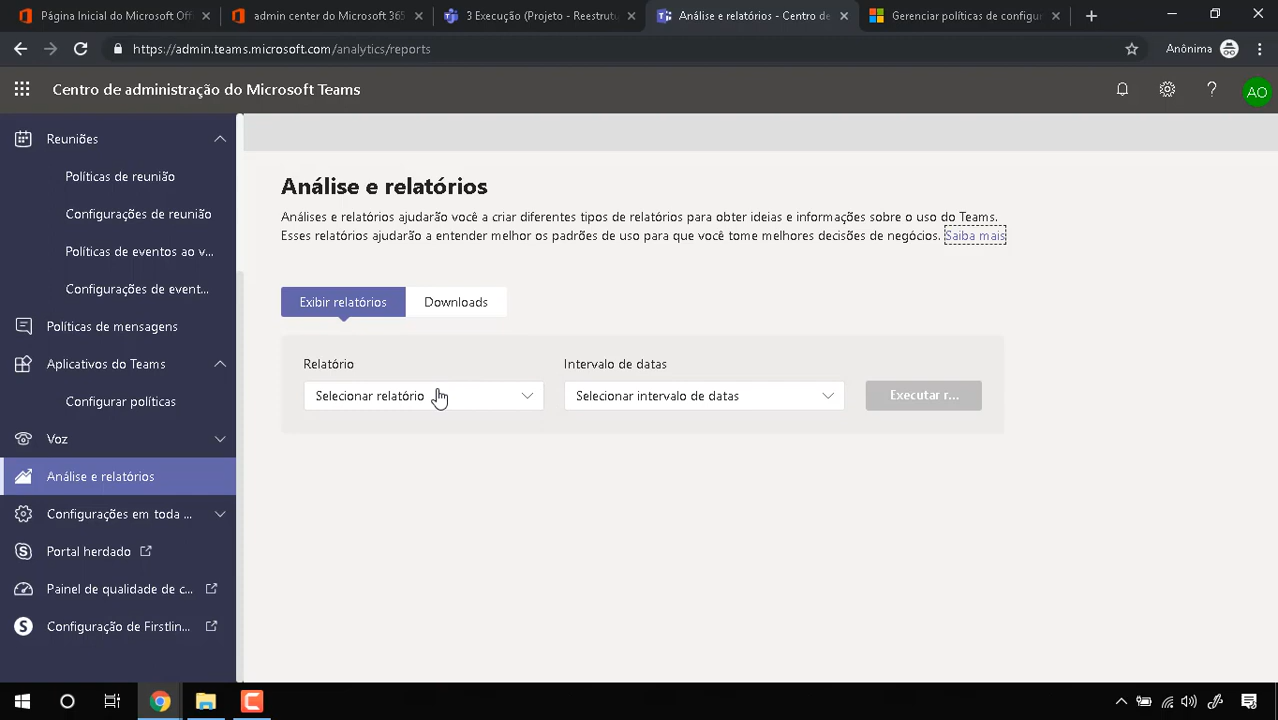 Página Inicial do Microsoft Off
admin center do Microsoft 365
3 Execução (Projeto - Reestrutu
Análise e relatórios - Centro de
Gerenciar políticas de configur
https://admin.teams.microsoft.com/analytics/reports
Anônima
Centro de administração do Microsoft Teams
AO
Reuniões
Políticas de reunião
Configurações de reunião
Políticas de eventos ao v...
Configurações de event...
Políticas de mensagens
Aplicativos do Teams
Configurar políticas
Voz
Análise e relatórios
Configurações em toda ...
Portal herdado
Painel de qualidade de c...
Configuração de Firstlin...
Análise e relatórios
Análises e relatórios ajudarão você a criar diferentes tipos de relatórios para obter ideias e informações sobre o uso do Teams.
Esses relatórios ajudarão a entender melhor os padrões de uso para que você tome melhores decisões de negócios. Saiba mais
Exibir relatórios
Downloads
Relatório
Intervalo de datas
Selecionar relatório
Selecionar intervalo de datas
Executar r...